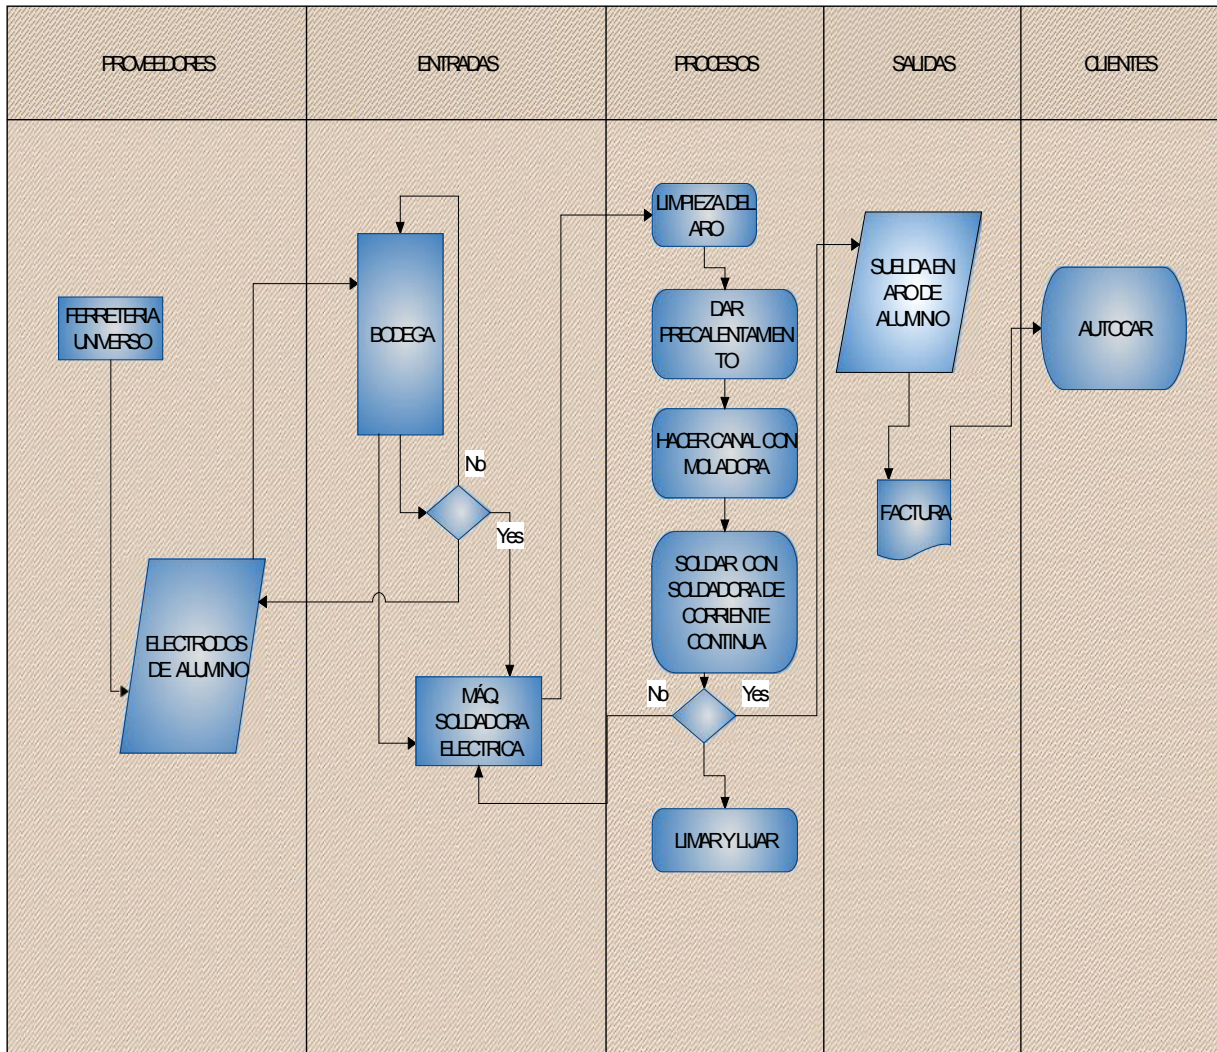 PROVEEDORES
ENTRADAS
PROCESOS
SALIDAS
CLIENTES
FERRETERIA
UNIVERSO
ELECTRODOS
DE ALUMINIO
BODEGA
No
Yes
MÁQ.
SOLDADORA
ELECTRICA
LIMPIEZA DEL
ARO
DAR
PRECALENTAMIEN
TO
HACER CANAL CON
MOLADORA
SOLDAR CON
SOLDADORA DE
CORRIENTE
CONTINUA
No
Yes
LIMAR Y LIJAR
SUELDA EN
ARO DE
ALUMINO
FACTURA
AUTOCAR